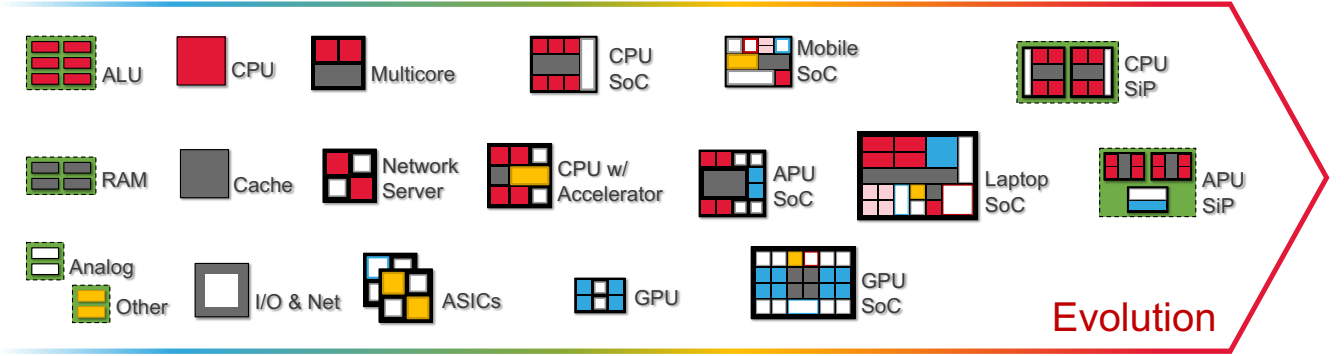 ALU
CPU
Multicore
CPU
SoC
Mobile
SoC
CPU
SiP
RAM
Cache
Network
Server
CPU w/
Accelerator
APU
SoC
Laptop
SoC
APU
SiP
Analog
Other
I/O & Net
ASICs
GPU
GPU
SoC
Evolution